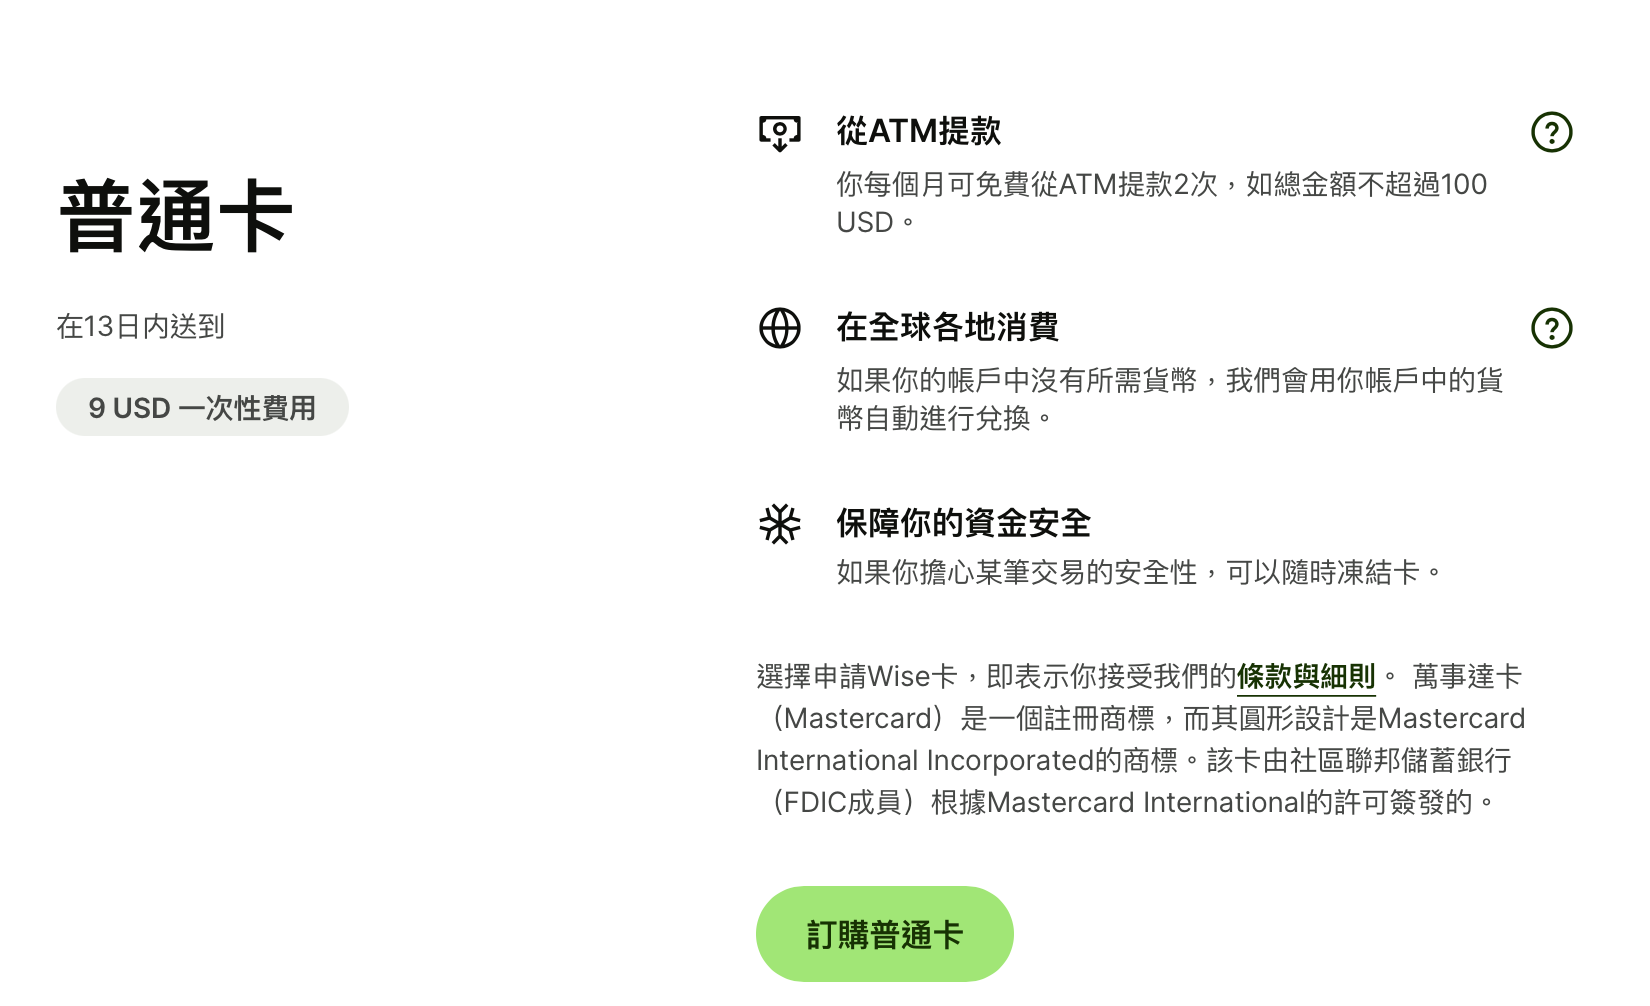 普通卡
在13日内送到
9 USD 一次性費用
從ATM提款
你每個月可免費從ATM提款2次，如總金額不超過100
USD。
在全球各地消費
如果你的帳戶中沒有所需貨幣，我們會用你帳戶中的貨
幣自動進行兌換。
保障你的資金安全
如果你擔心某筆交易的安全性，可以隨時凍結卡。
選擇申請Wise卡，即表示你接受我們的條款與細則。 萬事達卡
（Mastercard）是一個註冊商標，而其圓形設計是Mastercard
International Incorporated的商標。該卡由社區聯邦儲蓄銀行
（FDIC成員）根據Mastercard International的許可簽發的。
訂購普通卡